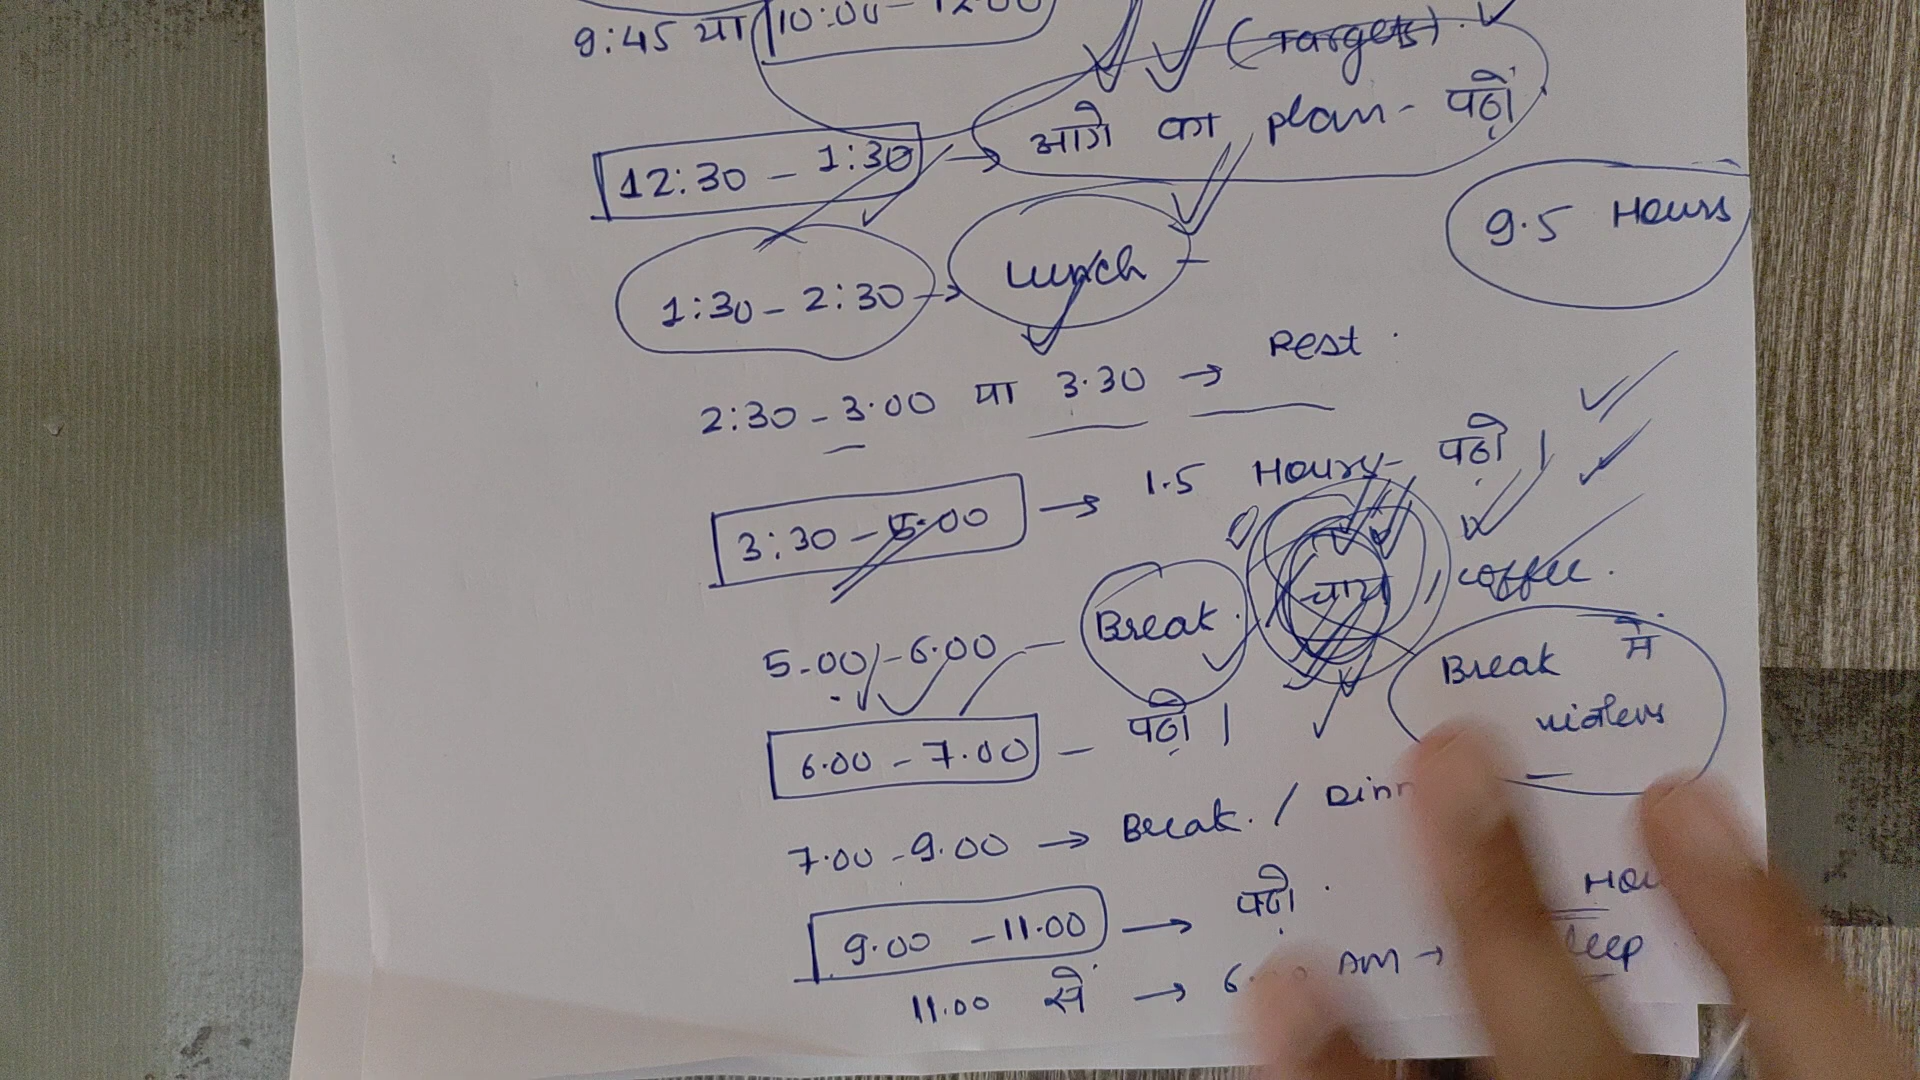 9:45 या 10:00 - 12:00
(Targets).
12:30 - 1:30 → आगे का plan - पढ़ों
9.5 Hours
1:30 - 2:30 → Lunch -
2:30 - 3.00 या 3.30 → Rest.
3:30 - 5.00 → 1.5 Hours - पढ़ो।
5.00 - 6.00 - Break. / चाय / coffee.
Break में
6.00 - 7.00 - पढ़ो।
7.00 - 9.00 → Break. /
9.00 - 11.00 → पढ़ो.
11.00 से → AM →